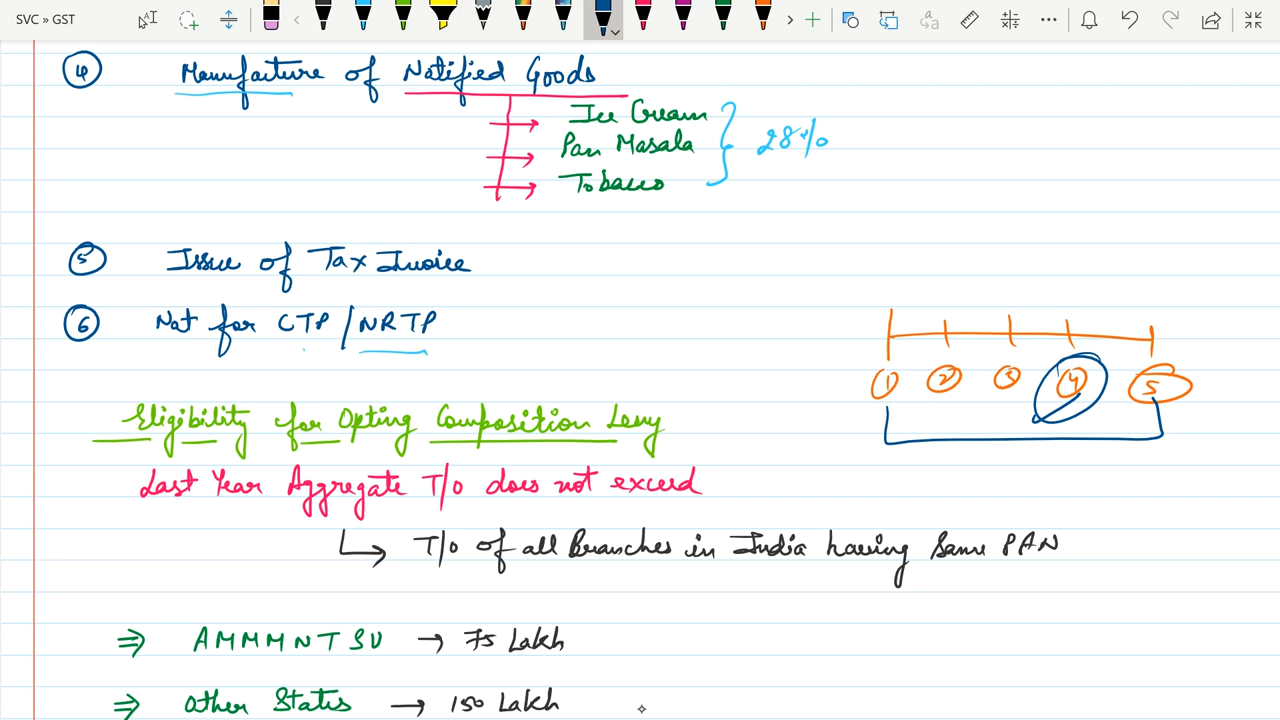 SVC » GST
④ Manufacture of Notified Goods
Ice Cream
Pan Masala
Tobacco
28%
⑤ Issue of Tax Invoice
⑥ Not for CTP / NRTP
① ② ③ ④ 5
Eligibility for Opting Composition Levy
Last Year Aggregate T/O does not exceed
T/O of all Branches in India having Same PAN
⇒ AMMMNTSU → 75 Lakh
⇒ Other States → 150 Lakh